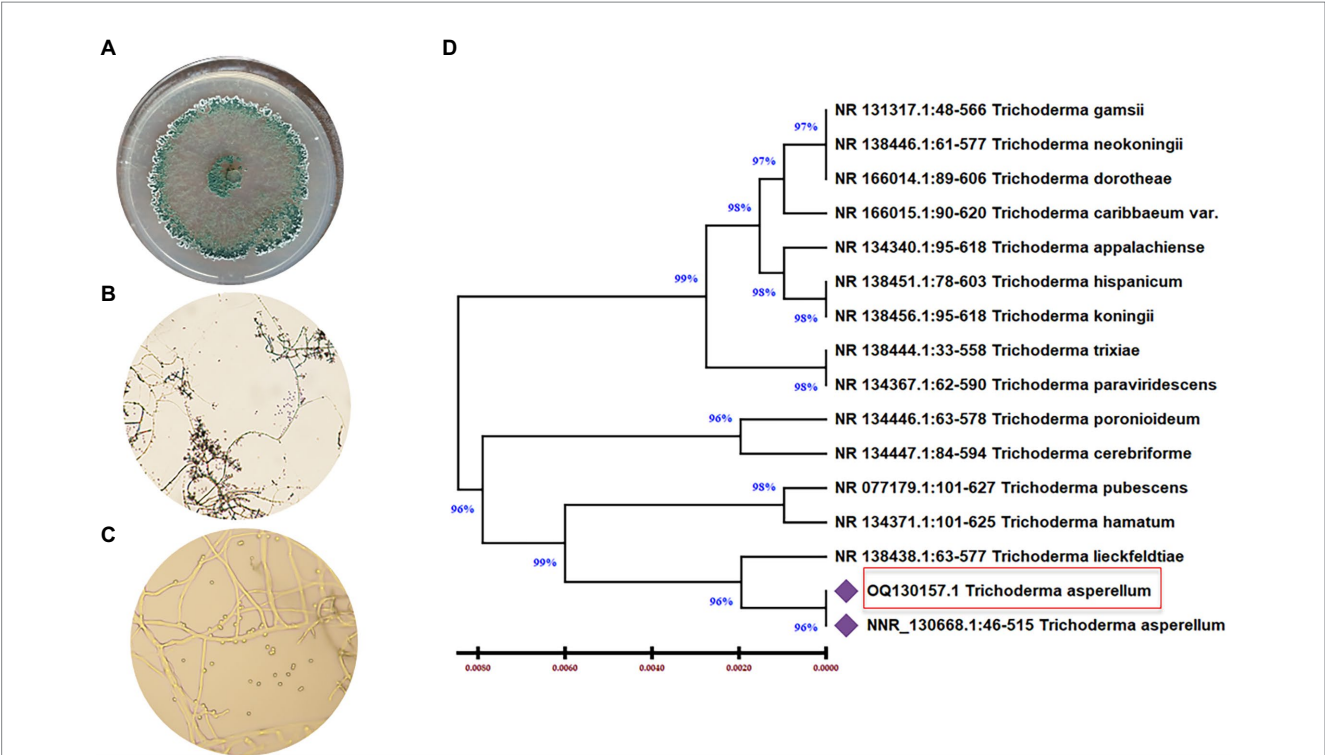 A
B
C
D
NR 131317.1:48-566 Trichoderma gamsii
97%
NR 138446.1:61-577 Trichoderma neokoningii
97%
NR 166014.1:89-606 Trichoderma dorotheae
98%
NR 166015.1:90-620 Trichoderma caribbaeum var.
NR 134340.1:95-618 Trichoderma appalachiense
99%
NR 138451.1:78-603 Trichoderma hispanicum
98%
NR 138456.1:95-618 Trichoderma koningii
98%
NR 138444.1:33-558 Trichoderma trixiae
NR 134367.1:62-590 Trichoderma paraviridescens
98%
NR 134446.1:63-578 Trichoderma poronioideum
96%
NR 134447.1:84-594 Trichoderma cerebriforme
NR 077179.1:101-627 Trichoderma pubescens
98%
96%
NR 134371.1:101-625 Trichoderma hamatum
NR 138438.1:63-577 Trichoderma lieckfeldtiae
99%
OQ130157.1 Trichoderma asperellum
96%
NNR_130668.1:46-515 Trichoderma asperellum
96%
0.0050 0.0060 0.0040 0.0020 0.0000